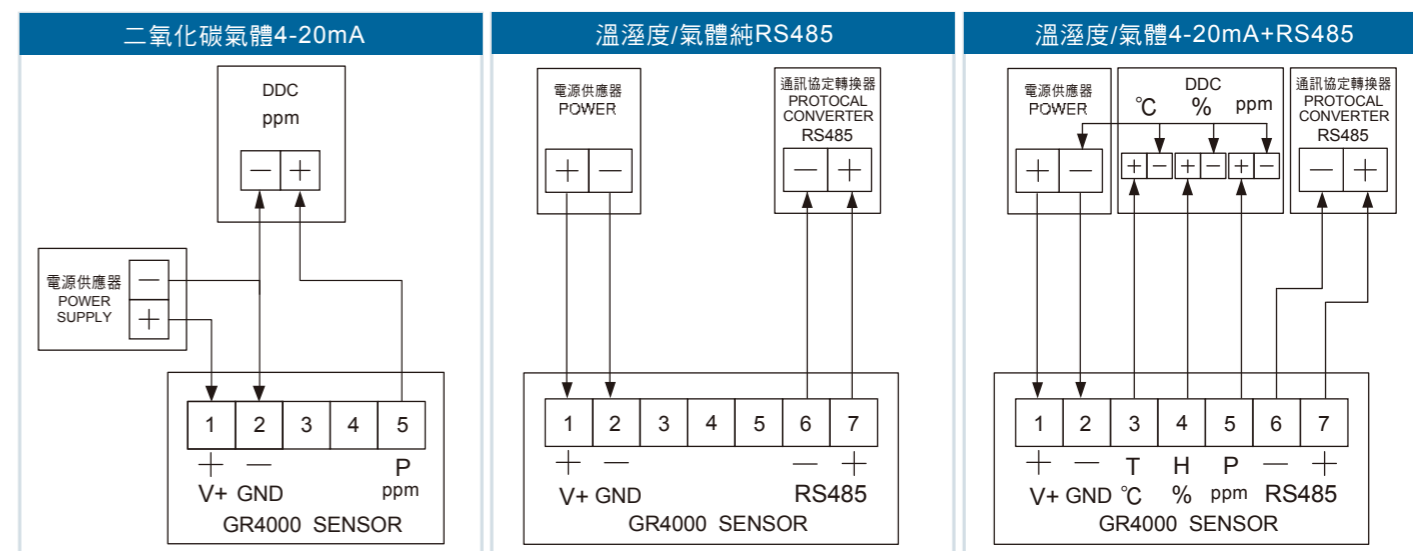 二氧化碳氣體4-20mA
DDC
ppm
− +
電源供應器
POWER
SUPPLY
−
+
1 2 3 4 5
+ − P
V+ GND ppm
GR4000 SENSOR
溫溼度/氣體純RS485
電源供應器
POWER
+ −
通訊協定轉換器
PROTOCAL
CONVERTER
RS485
− +
1 2 3 4 5 6 7
+ − − +
V+ GND RS485
GR4000 SENSOR
溫溼度/氣體4-20mA+RS485
電源供應器
POWER
+ −
DDC
℃ % ppm
+ − + − + −
通訊協定轉換器
PROTOCAL
CONVERTER
RS485
− +
1 2 3 4 5 6 7
+ − T H P − +
V+ GND ℃ % ppm RS485
GR4000 SENSOR